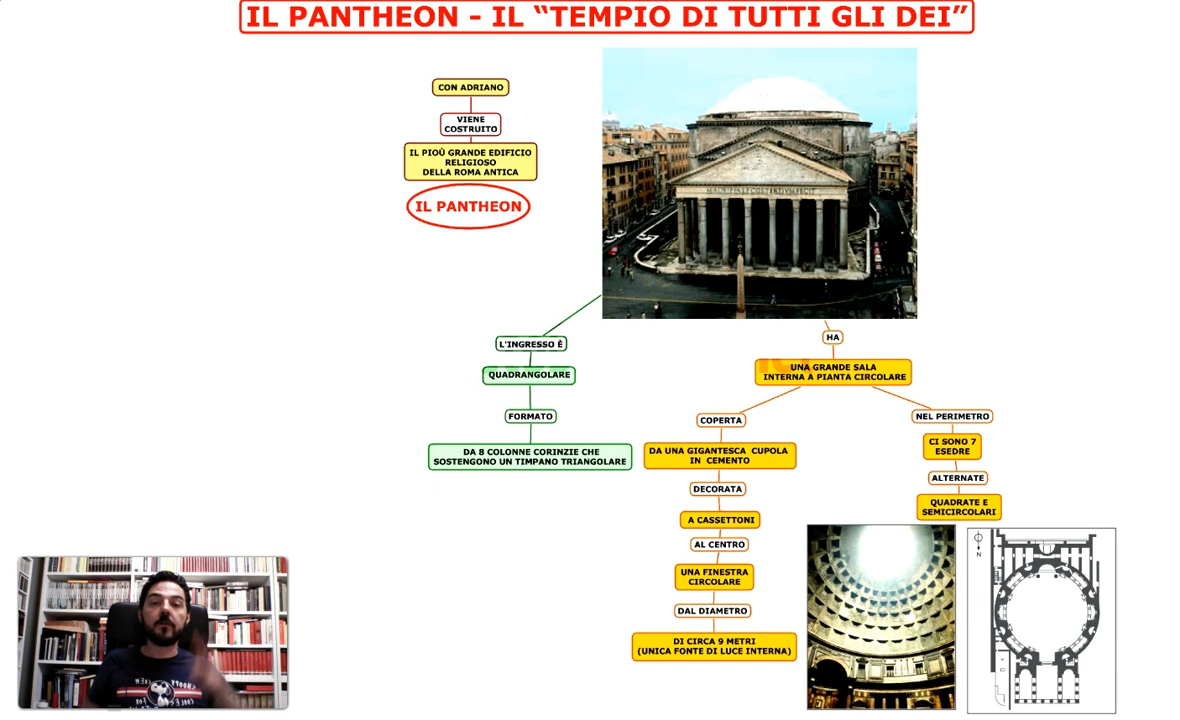 IL PANTHEON - IL “TEMPIO DI TUTTI GLI DEI”
CON ADRIANO
VIENE
COSTRUITO
IL PIOÙ GRANDE EDIFICIO
RELIGIOSO
DELLA ROMA ANTICA
IL PANTHEON
L'INGRESSO È
QUADRANGOLARE
FORMATO
DA 8 COLONNE CORINZIE CHE
SOSTENGONO UN TIMPANO TRIANGOLARE
HA
UNA GRANDE SALA
INTERNA A PIANTA CIRCOLARE
COPERTA
DA UNA GIGANTESCA CUPOLA
IN CEMENTO
DECORATA
A CASSETTONI
AL CENTRO
UNA FINESTRA
CIRCOLARE
DAL DIAMETRO
DI CIRCA 9 METRI
(UNICA FONTE DI LUCE INTERNA)
NEL PERIMETRO
CI SONO 7
ESEDRE
ALTERNATE
QUADRATE E
SEMICIRCOLARI
N